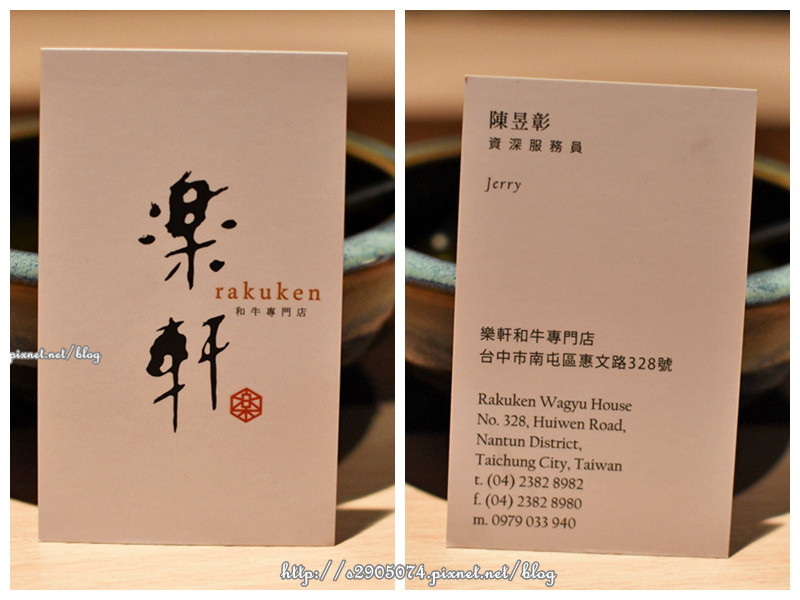 楽
rakuken
和牛專門店
軒
楽
pixnet.net/blog
陳昱彰
資深服務員
Jerry
樂軒和牛專門店
台中市南屯區惠文路328號
Rakuken Wagyu House
No. 328, Huiwen Road,
Nantun District,
Taichung City, Taiwan
t. (04) 2382 8982
f. (04) 2382 8980
m. 0979 033 940
http://s2905074.pixnet.net/blog